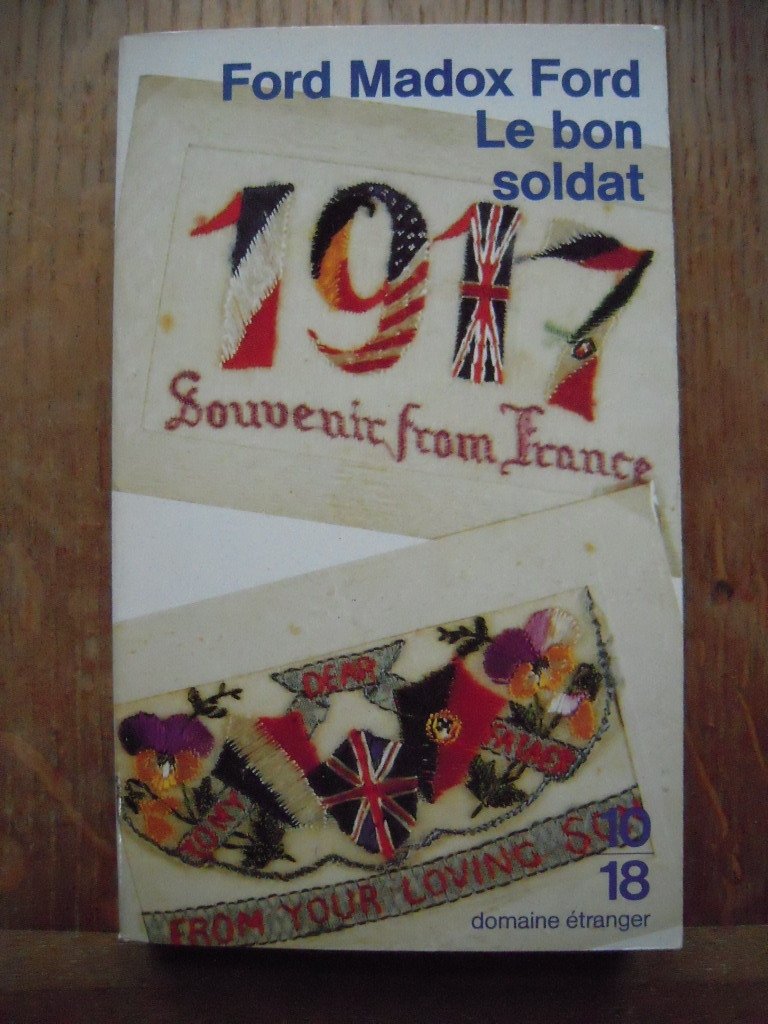 Ford Madox Ford
Le bon
soldat
1917
Souvenir from France
DEAR
TO MY
FROM YOUR LOVING SON
10
18
domaine étranger